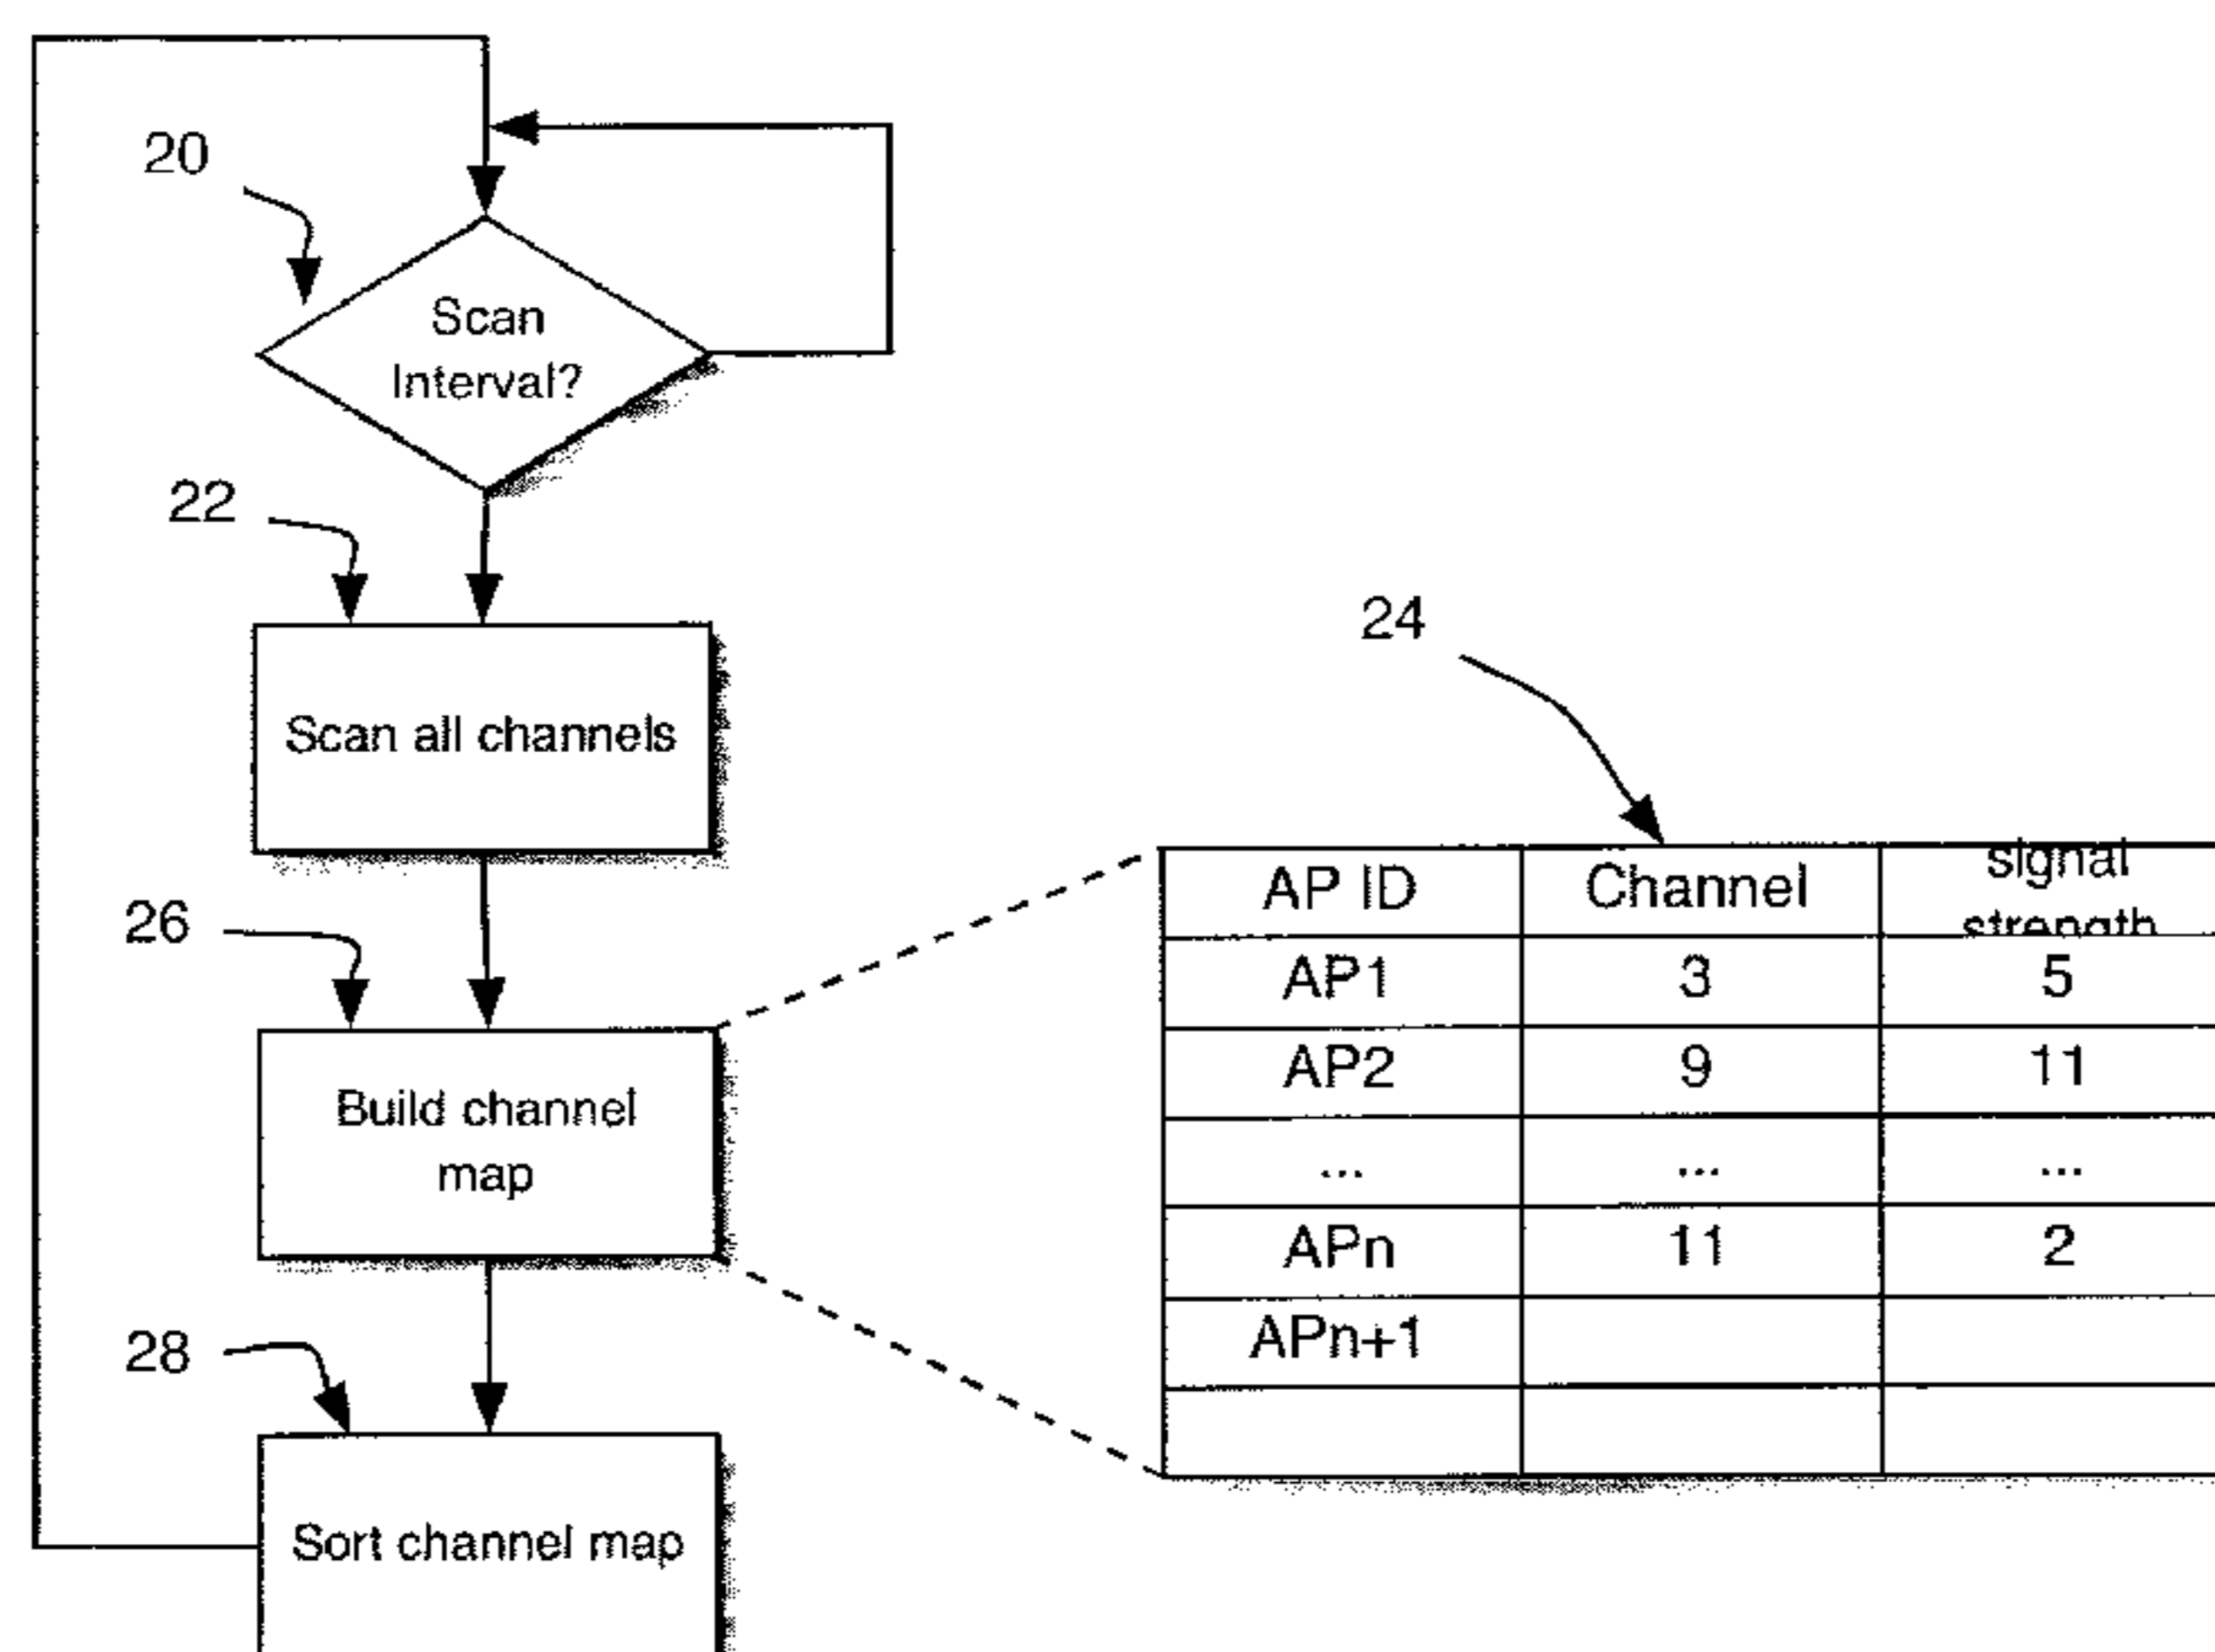 20
Scan
Interval?
22
Scan all channels
24
26
Build channel
map
AP ID Channel signal
strength
AP1 3 5
AP2 9 11
... ... ...
APn 11 2
APn+1
28
Sort channel map